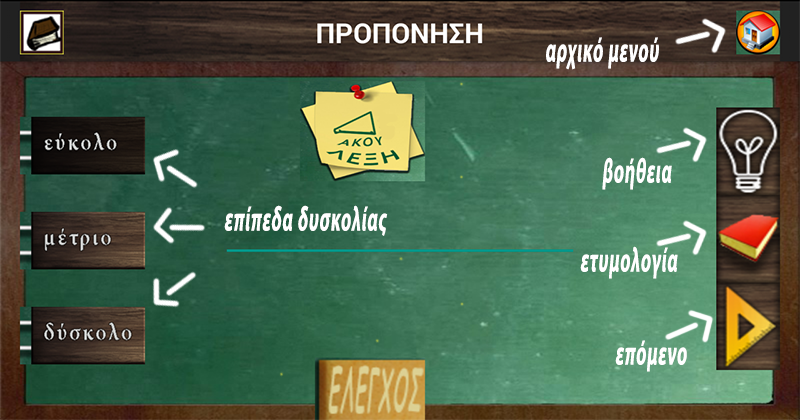 ΠΡΟΠΟΝΗΣΗ
αρχικό μενού
ΑΚΟΥ
ΛΕΞΗ
εύκολο
βοήθεια
επίπεδα δυσκολίας
μέτριο
ετυμολογία
δύσκολο
επόμενο
ΕΛΕΓΧΟΣ